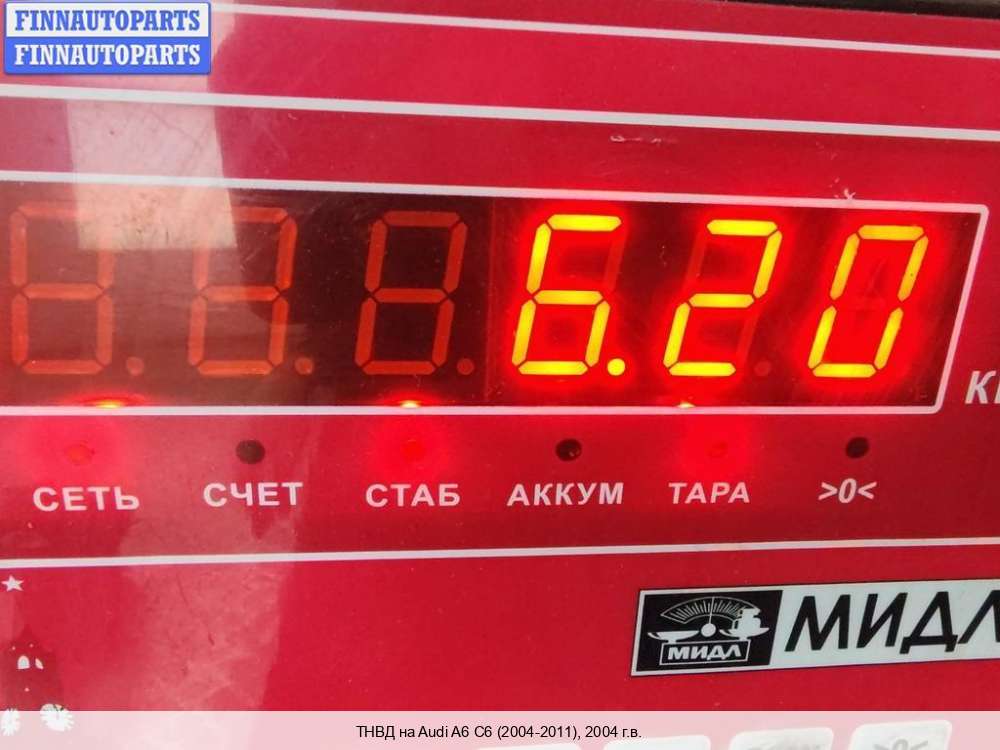 FINNAUTOPARTS
FINNAUTOPARTS
6.20
СЕТЬ СЧЕТ СТАБ АККУМ ТАРА >0<
МИДЛ МИДЛ
ТНВД на Audi A6 C6 (2004-2011), 2004 г.в.